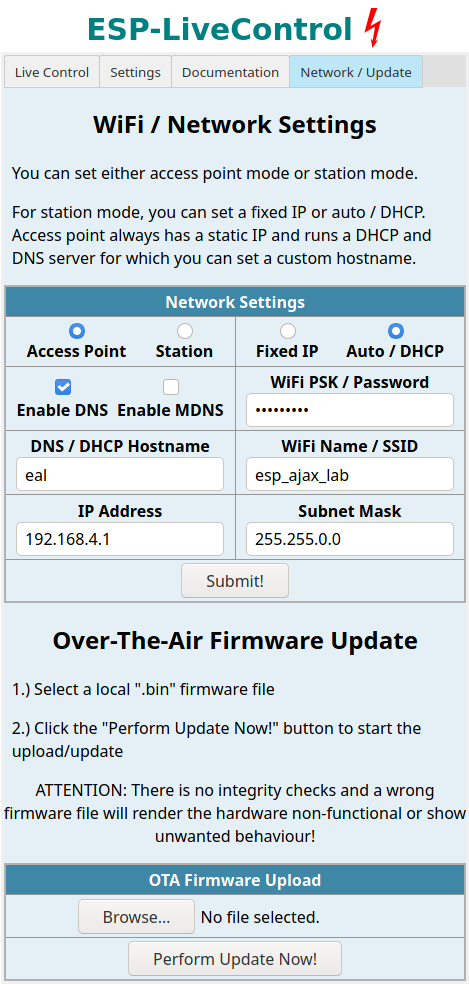 ESP-LiveControl
Live Control Settings Documentation Network / Update
WiFi / Network Settings
You can set either access point mode or station mode.
For station mode, you can set a fixed IP or auto / DHCP.
Access point always has a static IP and runs a DHCP and
DNS server for which you can set a custom hostname.
Network Settings
Access Point Station Fixed IP Auto / DHCP
Enable DNS Enable MDNS WiFi PSK / Password
•••••••••
DNS / DHCP Hostname WiFi Name / SSID
eal esp_ajax_lab
IP Address Subnet Mask
192.168.4.1 255.255.0.0
Submit!
Over-The-Air Firmware Update
1.) Select a local ".bin" firmware file
2.) Click the "Perform Update Now!" button to start the
upload/update
ATTENTION: There is no integrity checks and a wrong
firmware file will render the hardware non-functional or show
unwanted behaviour!
OTA Firmware Upload
Browse... No file selected.
Perform Update Now!